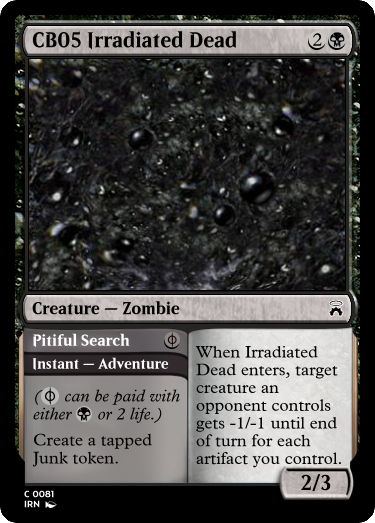 CB05 Irradiated Dead
2
Creature — Zombie
Pitiful Search
Instant — Adventure
( can be paid with
either or 2 life.)
Create a tapped
Junk token.
When Irradiated
Dead enters, target
creature an
opponent controls
gets -1/-1 until end
of turn for each
artifact you control.
2/3
C 0081
IRN